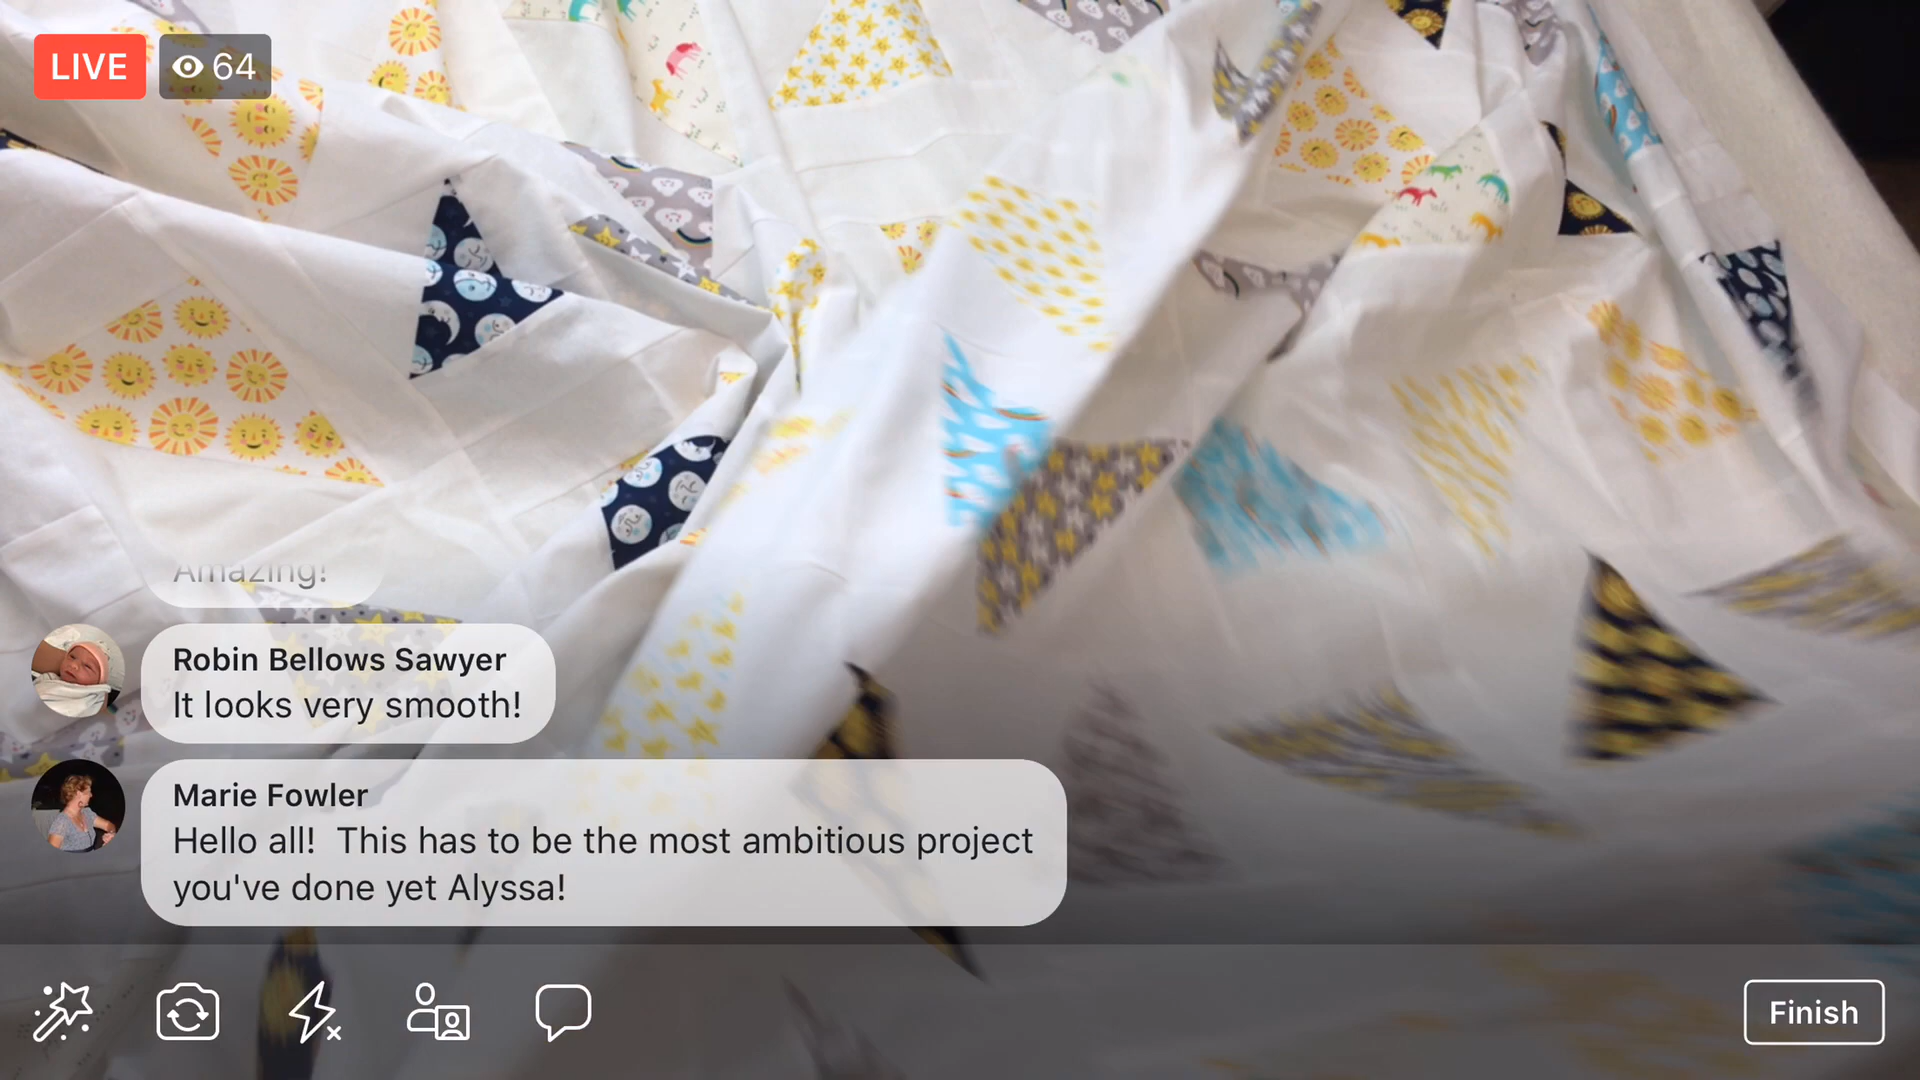 LIVE 64
Amazing!
Robin Bellows Sawyer
It looks very smooth!
Marie Fowler
Hello all!  This has to be the most ambitious project
you've done yet Alyssa!
Finish